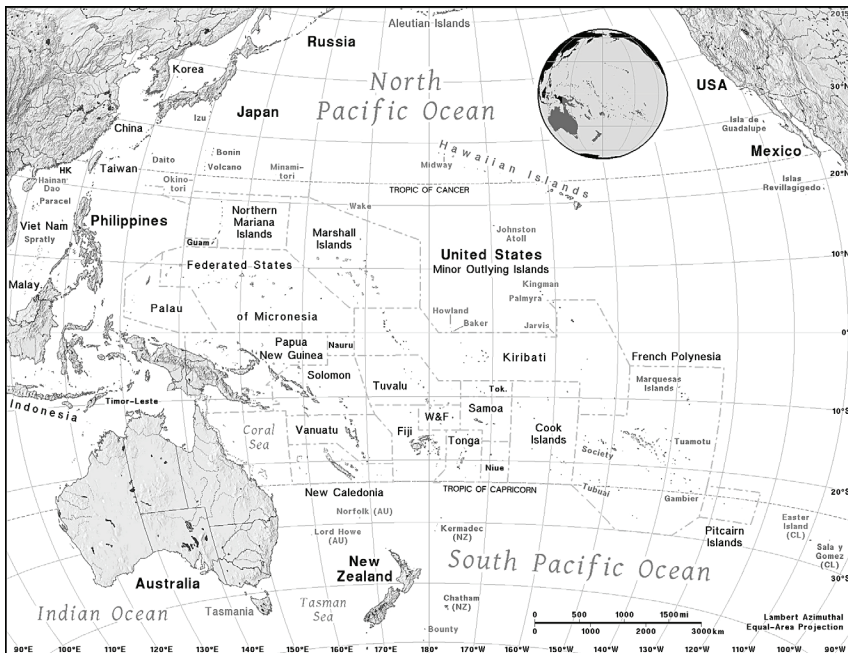 Aleutian Islands
2015
Russia
Korea
North
Pacific Ocean
USA
30°N
Japan
Izu
Isla de
Guadalupe
China
Bonin
Mexico
Daito
Volcano
Minami-
tori
Midway
Hawaiian Islands
HK
Taiwan
20°N
Hainan
Dao
Okino-
tori
TROPIC OF CANCER
Islas
Revillagigedo
Paracel
Wake
Philippines
Northern
Mariana
Islands
Marshall
Islands
Viet Nam
Spratly
Johnston
Atoll
Guam
10°N
United States
Minor Outlying Islands
Federated States
of Micronesia
Malay
Kingman
Palmyra
Palau
Howland
Baker
Jarvis
0°
Papua
New Guinea
Nauru
Kiribati
French Polynesia
Solomon
Marquesas
Islands
Tuvalu
Tok.
Indonesia
Timor-Leste
10°S
W&F
Samoa
Coral
Sea
Vanuatu
Fiji
Tonga
Cook
Islands
Society
Tuamotu
Niue
New Caledonia
TROPIC OF CAPRICORN
Tubuai
Gambier
20°S
Norfolk (AU)
Easter
Island
(CL)
Lord Howe
(AU)
Kermadec
(NZ)
Pitcairn
Islands
Sala y
Gomez
(CL)
New
Zealand
South Pacific Ocean
30°S
Australia
Indian Ocean
Tasmania
Tasman
Sea
Chatham
(NZ)
Bounty
0 500 1000 1500mi
0 1000 2000 3000km
Lambert Azimuthal
Equal-Area Projection
90°E 100°E 110°E 120°E 130°E 140°E 150°E 160°E 170°E 180° 170°W 160°W 150°W 140°W 130°W 120°W 110°W 100°W 90°W